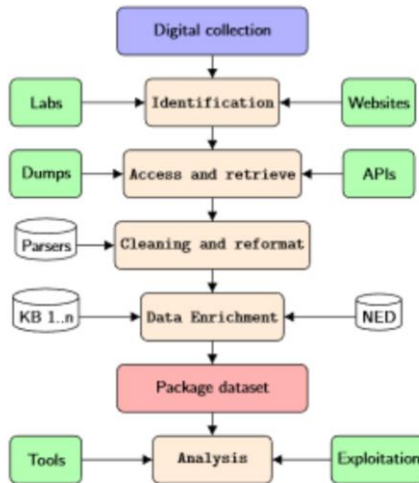 Digital collection
Labs
Identification
Websites
Dumps
Access and retrieve
APIs
Parsers
Cleaning and reformat
KB 1..n
Data Enrichment
NED
Package dataset
Tools
Analysis
Exploitation